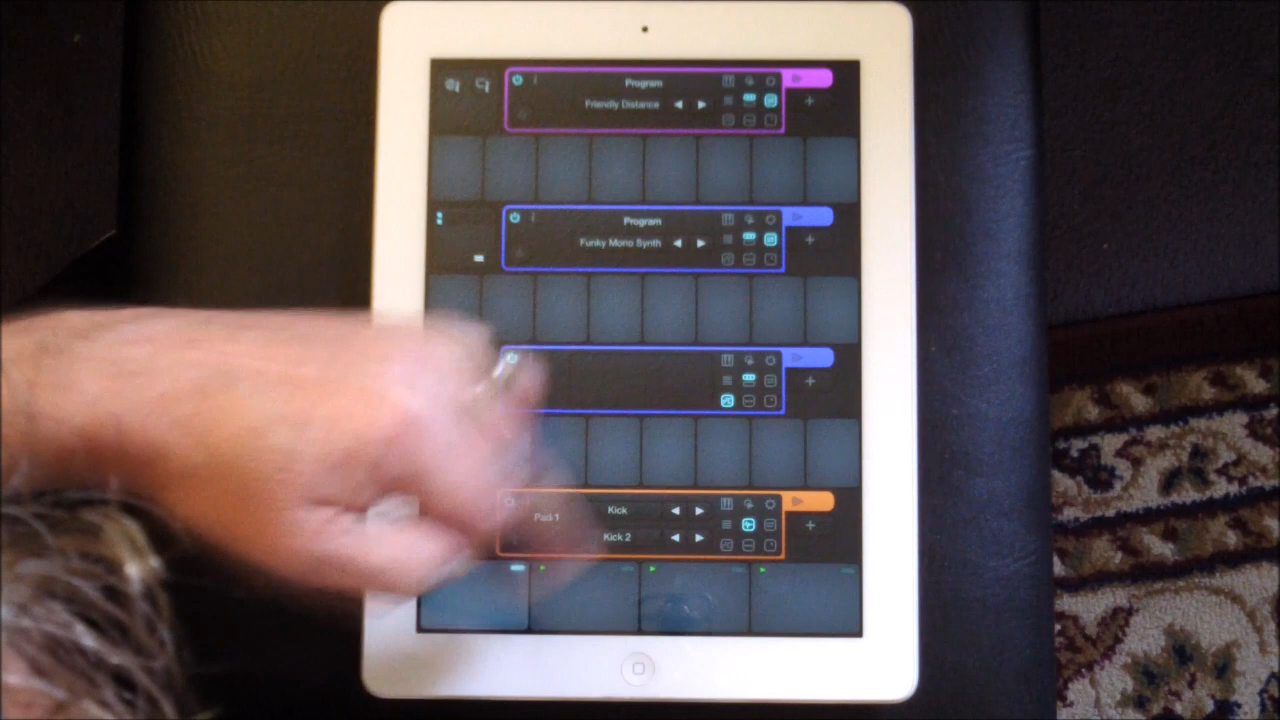 Program
Friendly Distance
Program
Funky Mono Synth
Kick
Pad 1
Kick 2